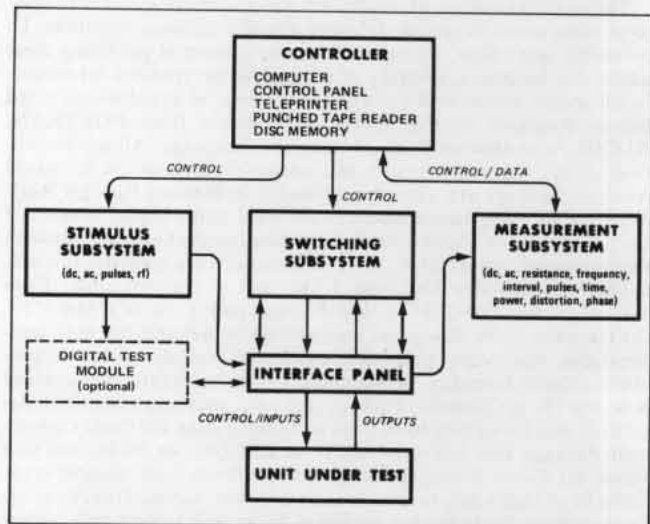 CONTROLLER
COMPUTER
CONTROL PANEL
TELEPRINTER
PUNCHED TAPE READER
DISC MEMORY
CONTROL
CONTROL
CONTROL/DATA
STIMULUS
SUBSYSTEM
(dc, ac, pulses, rf)
SWITCHING
SUBSYSTEM
MEASUREMENT
SUBSYSTEM
(dc, ac, resistance, frequency,
interval, pulses, time,
power, distortion, phase)
DIGITAL TEST
MODULE
(optional)
INTERFACE PANEL
CONTROL/INPUTS
OUTPUTS
UNIT UNDER TEST